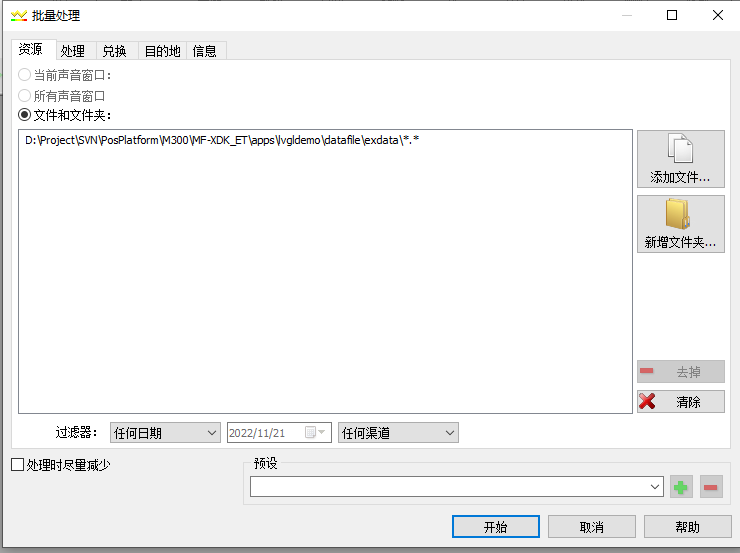 批量处理
资源 处理 兑换 目的地 信息
当前声音窗口:
所有声音窗口
文件和文件夹:
D:\Project\SVN\PosPlatform\M300\MF-XDK_ET\apps\lvgldemo\datafile\exdata\*.*
添加文件...
新增文件夹...
去掉
清除
过滤器: 任何日期 2022/11/21 任何渠道
处理时尽量减少
预设
开始 取消 帮助